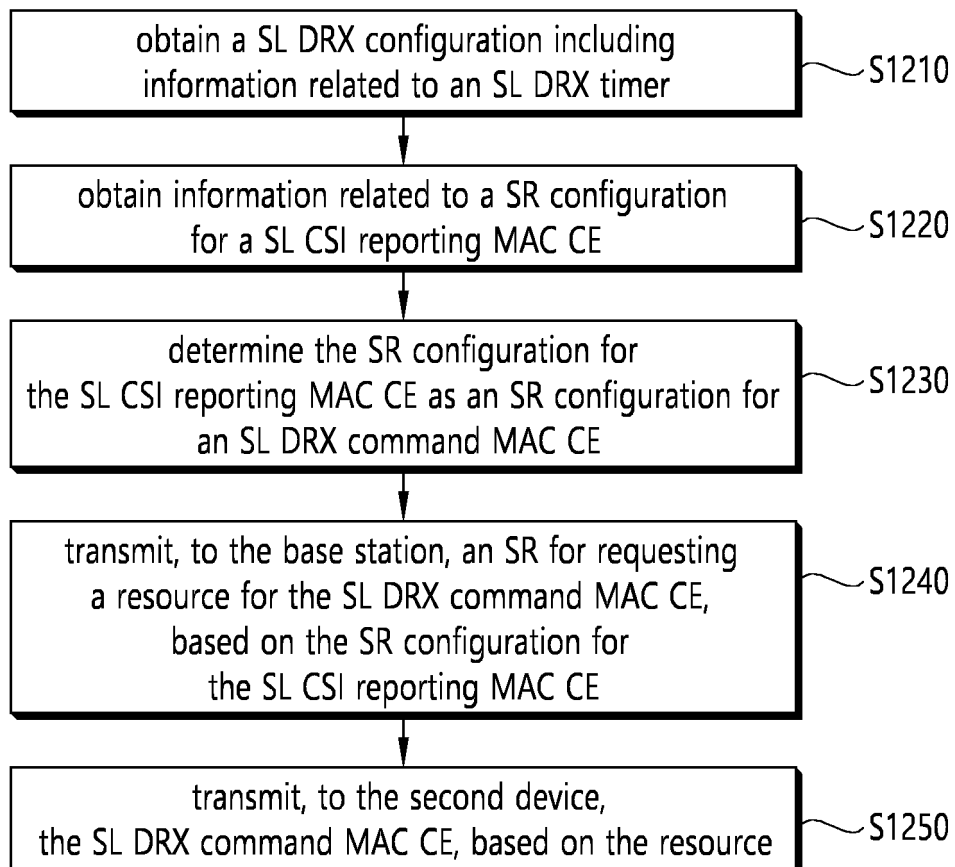 obtain a SL DRX configuration including
information related to an SL DRX timer
S1210
obtain information related to a SR configuration
for a SL CSI reporting MAC CE
S1220
determine the SR configuration for
the SL CSI reporting MAC CE as an SR configuration for
an SL DRX command MAC CE
S1230
transmit, to the base station, an SR for requesting
a resource for the SL DRX command MAC CE,
based on the SR configuration for
the SL CSI reporting MAC CE
S1240
transmit, to the second device,
the SL DRX command MAC CE, based on the resource
S1250